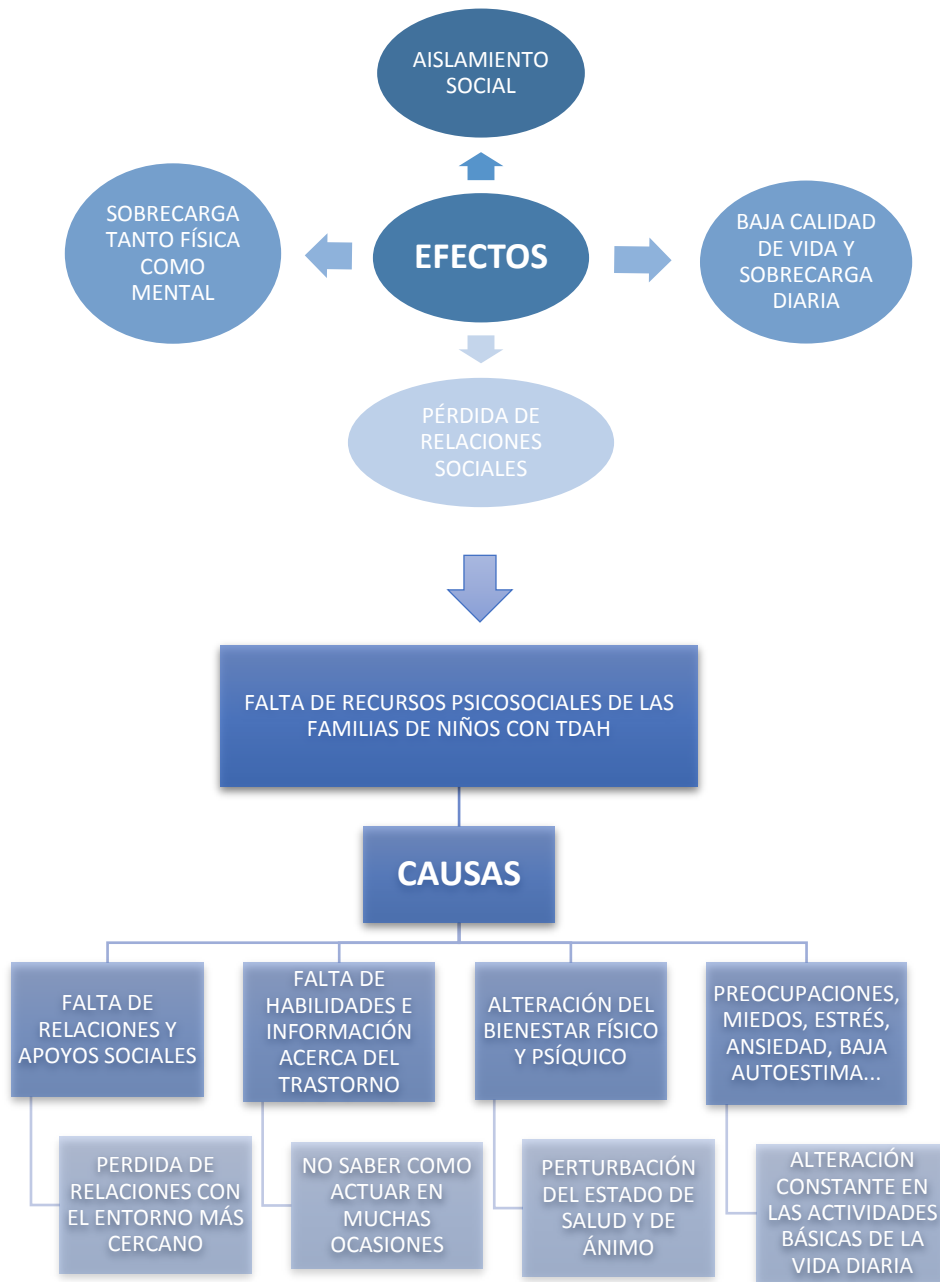 AISLAMIENTO
SOCIAL
SOBRECARGA
TANTO FÍSICA
COMO
MENTAL
EFECTOS
BAJA CALIDAD
DE VIDA Y
SOBRECARGA
DIARIA
PÉRDIDA DE
RELACIONES
SOCIALES
FALTA DE RECURSOS PSICOSOCIALES DE LAS
FAMILIAS DE NIÑOS CON TDAH
CAUSAS
FALTA DE
RELACIONES Y
APOYOS SOCIALES
PERDIDA DE
RELACIONES CON
EL ENTORNO MÁS
CERCANO
FALTA DE
HABILIDADES E
INFORMACIÓN
ACERCA DEL
TRASTORNO
NO SABER COMO
ACTUAR EN
MUCHAS
OCASIONES
ALTERACIÓN DEL
BIENESTAR FÍSICO
Y PSÍQUICO
PERTURBACIÓN
DEL ESTADO DE
SALUD Y DE
ÁNIMO
PREOCUPACIONES,
MIEDOS, ESTRÉS,
ANSIEDAD, BAJA
AUTOESTIMA...
ALTERACIÓN
CONSTANTE EN
LAS ACTIVIDADES
BÁSICAS DE LA
VIDA DIARIA